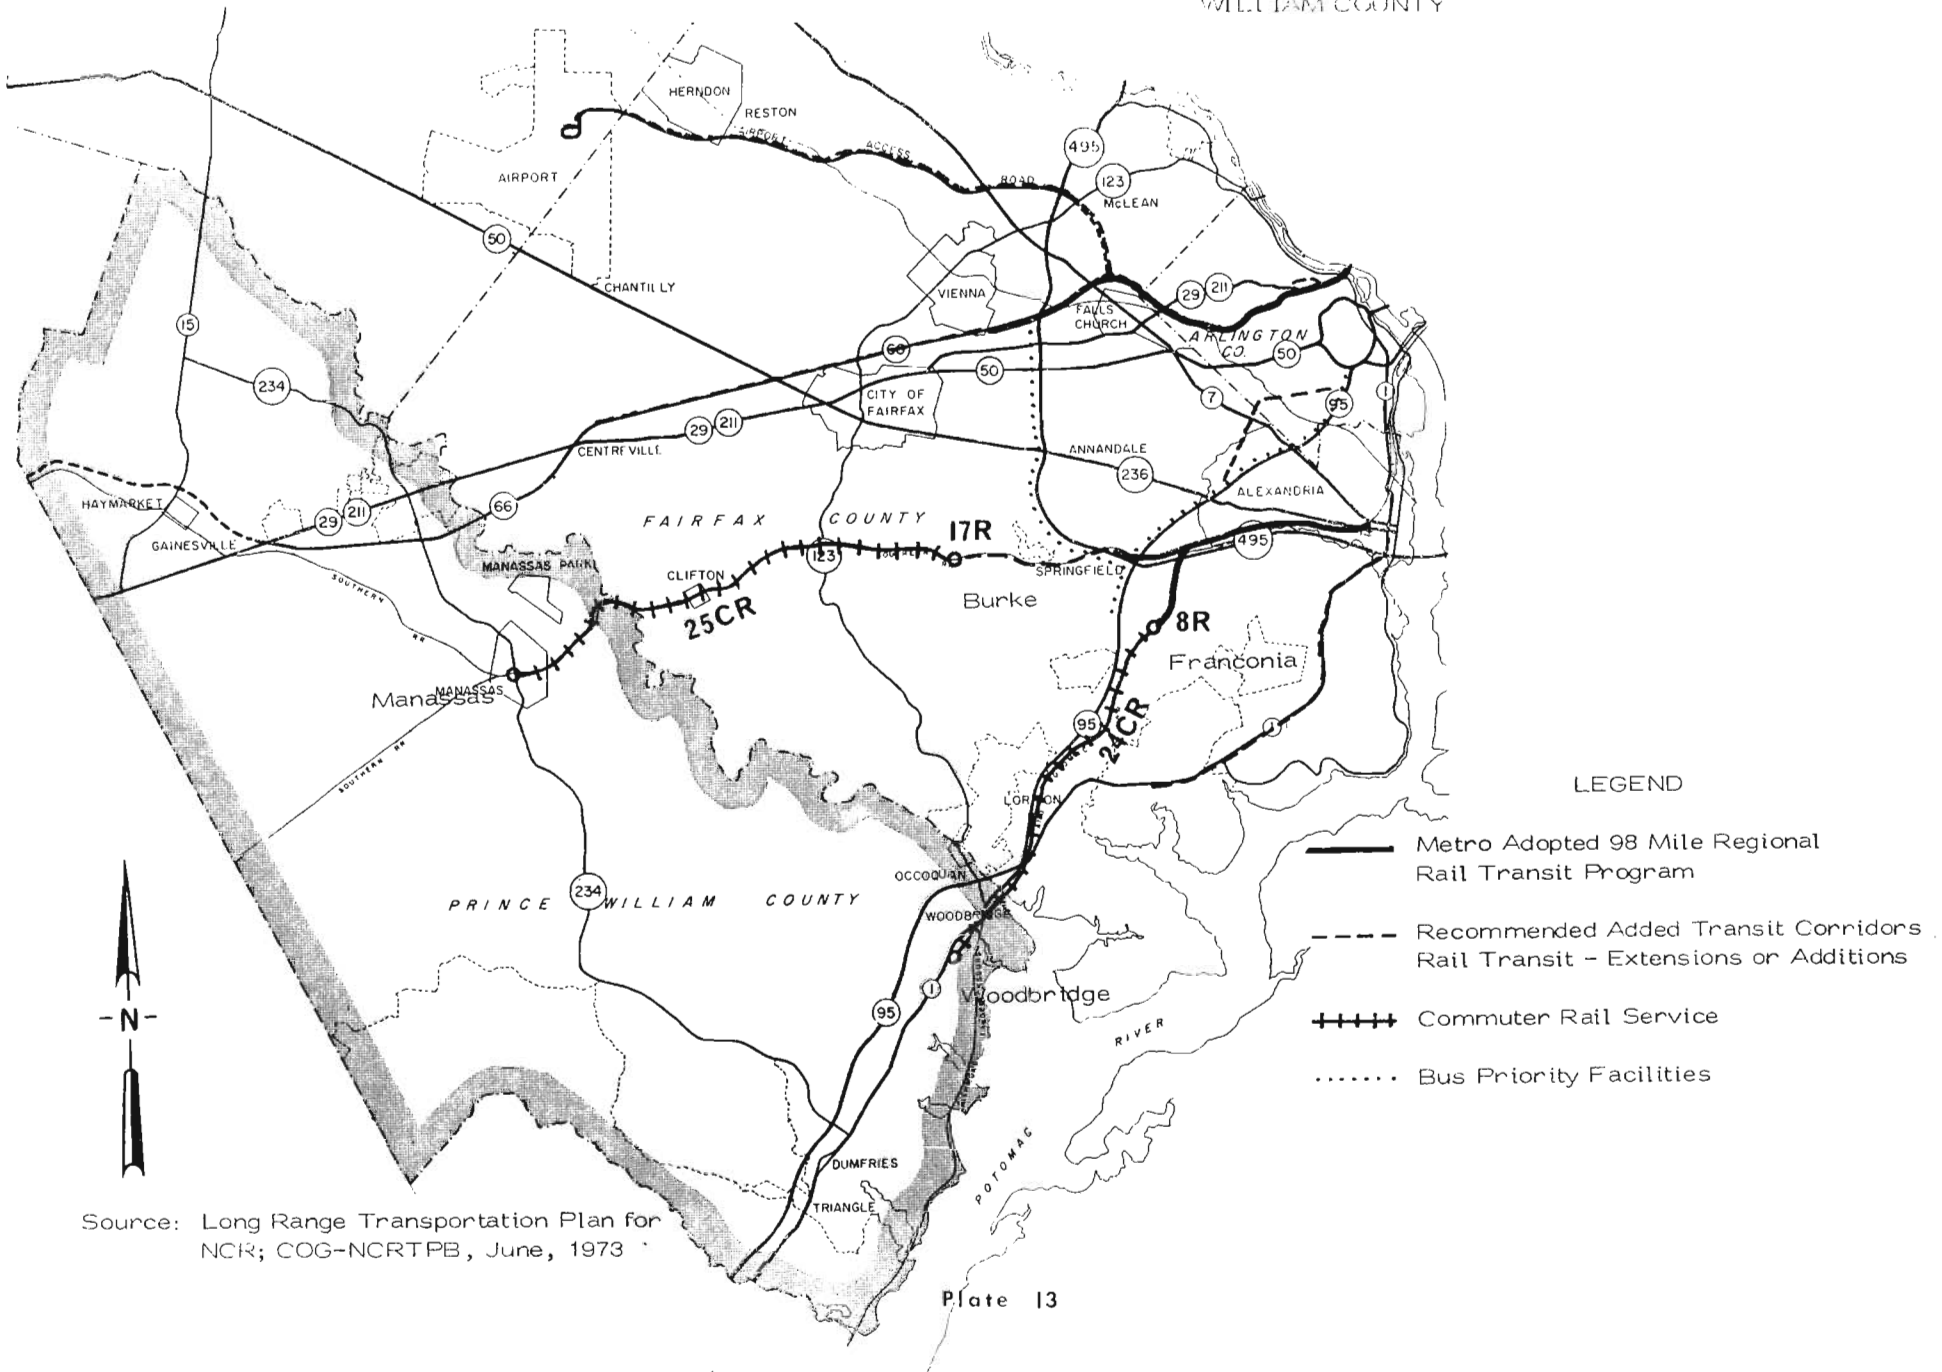 WILLIAM COUNTY
HERNDON
RESTON
AIRPORT
ACCESS
ROAD
495
123
McLEAN
AIRPORT
50
CHANTILLY
VIENNA
29
211
FALLS
CHURCH
ARLINGTON
CO.
50
15
66
50
234
CITY OF
FAIRFAX
7
95
1
29
211
CENTREVILLE
ANNANDALE
236
ALEXANDRIA
HAYMARKET
66
29
211
FAIRFAX COUNTY
17R
GAINESVILLE
123
495
MANASSAS PARK
CLIFTON
SPRINGFIELD
SOUTHERN
RR
25CR
Burke
8R
Franconia
MANASSAS
Manassas
95
24CR
1
SOUTHERN RR
LORTON
LEGEND
Metro Adopted 98 Mile Regional
Rail Transit Program
OCCOQUAN
234
PRINCE WILLIAM COUNTY
WOODBRIDGE
Recommended Added Transit Corridors
Rail Transit - Extensions or Additions
1
Woodbridge
95
-N-
Commuter Rail Service
RIVER
Bus Priority Facilities
POTOMAC
DUMFRIES
TRIANGLE
Source: Long Range Transportation Plan for
NCR; COG-NCRTPB, June, 1973
Plate 13